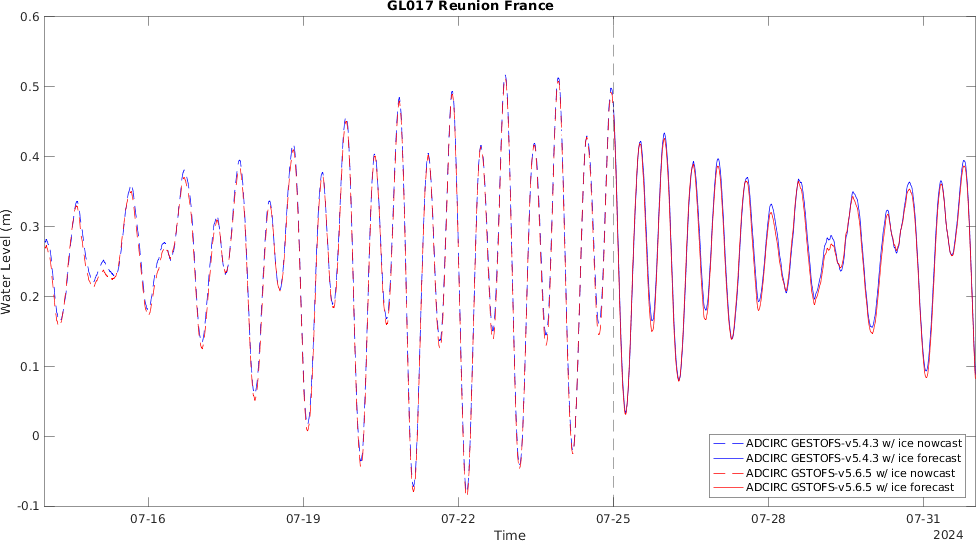 GL017 Reunion France
0.6
0.5
0.4
0.3
0.2
0.1
0
-0.1
Water Level (m)
07-16
07-19
07-22
07-25
07-28
07-31
Time
2024
ADCIRC GESTOFS-v5.4.3 w/ ice nowcast
ADCIRC GESTOFS-v5.4.3 w/ ice forecast
ADCIRC GSTOFS-v5.6.5 w/ ice nowcast
ADCIRC GSTOFS-v5.6.5 w/ ice forecast